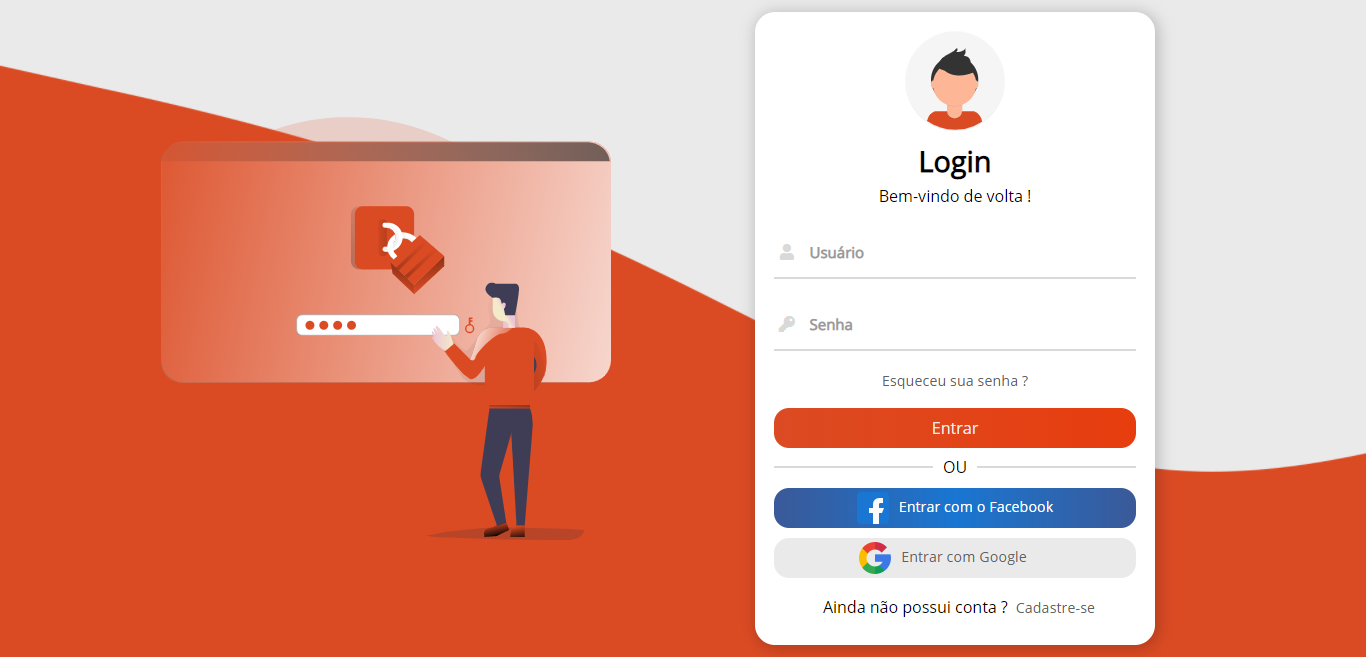 Login
Bem-vindo de volta !
Usuário
Senha
Esqueceu sua senha ?
Entrar
OU
Entrar com o Facebook
Entrar com Google
Ainda não possui conta ? Cadastre-se